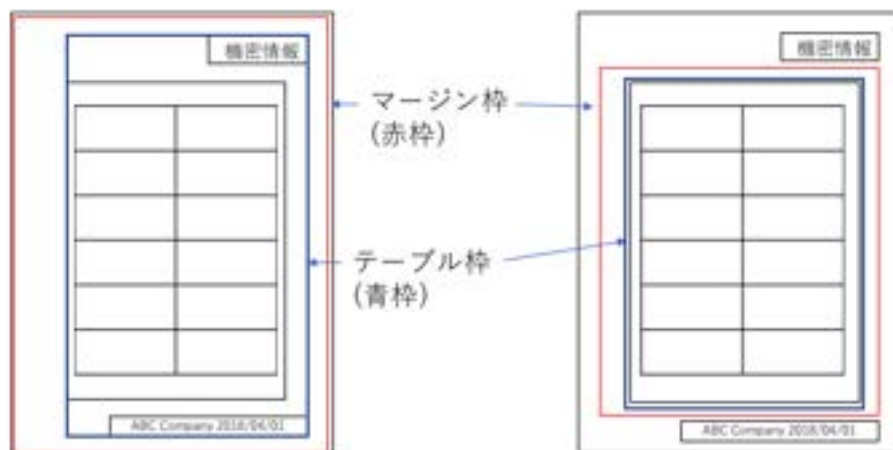 機密情報
機密情報
マージン枠
(赤枠)
テーブル枠
(青枠)
ABC Company 2018/04/01
ABC Company 2018/04/01